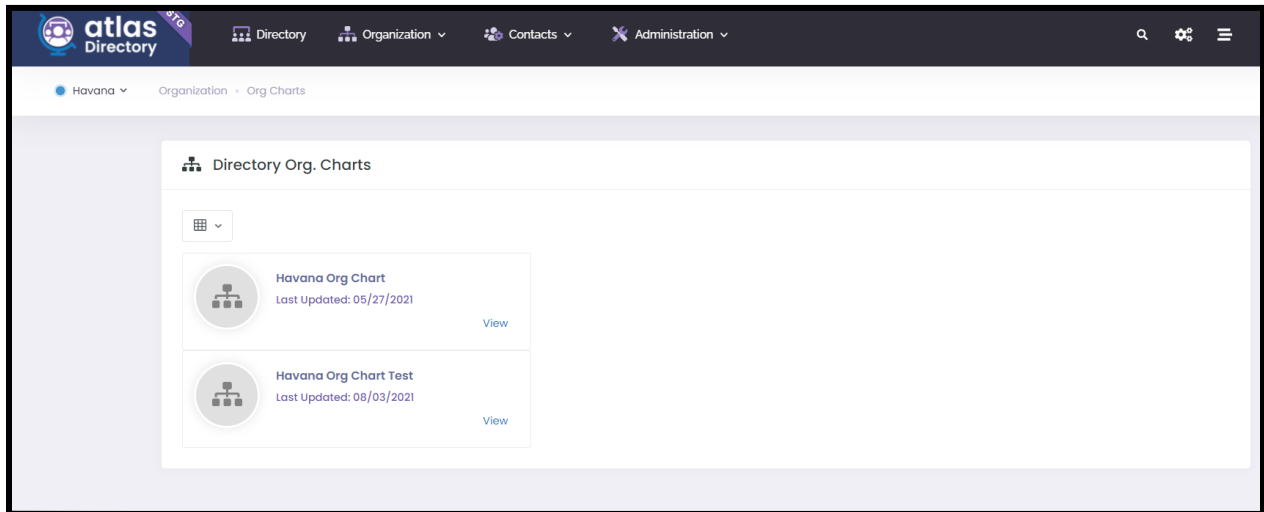 atlas
Directory
STG
Directory
Organization
Contacts
Administration
Havana
Organization
Org Charts
Directory Org. Charts
Havana Org Chart
Last Updated: 05/27/2021
View
Havana Org Chart Test
Last Updated: 08/03/2021
View